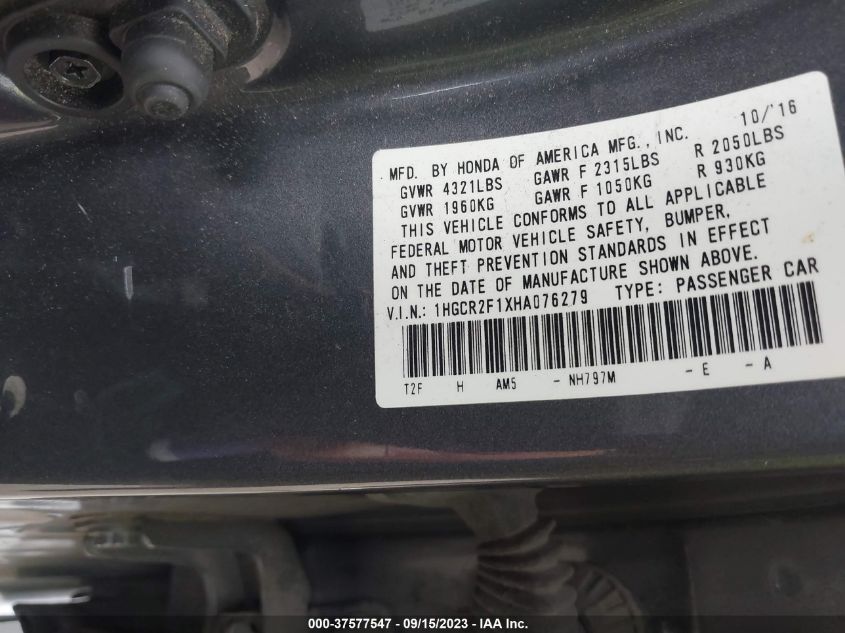 MFD. BY HONDA OF AMERICA MFG., INC. 10/'16
GVWR 4321LBS GAWR F 2315LBS R 2050LBS
GVWR 1960KG GAWR F 1050KG R 930KG
THIS VEHICLE CONFORMS TO ALL APPLICABLE
FEDERAL MOTOR VEHICLE SAFETY, BUMPER,
AND THEFT PREVENTION STANDARDS IN EFFECT
ON THE DATE OF MANUFACTURE SHOWN ABOVE.
V.I.N.: 1HGCR2F1XHA076279 TYPE: PASSENGER CAR
T2F H AM5 - NH797M - E - A
000-37577547 - 09/15/2023 - IAA Inc.